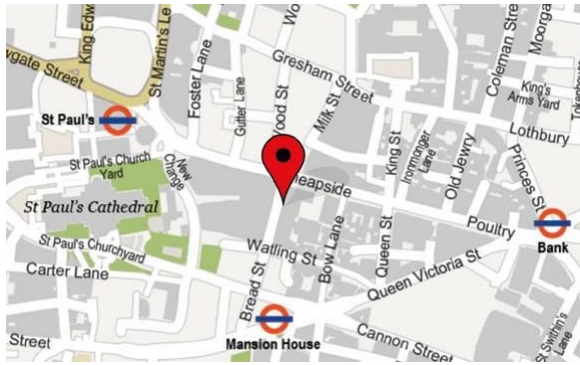 King Edw
St Martin's Le
wgate Street
Foster Lane
Gutter Lane
Wood St
Wo
Gresham Street
Milk St
Coleman Street
Moorga
King's
Arms Yard
Tokenho
Lothbury
St Paul's
St Paul's Church
Yard
New
Change
heapside
King St
Ironmonger
Lane
Old Jewry
Princes St
St Paul's Cathedral
Poultry
Bank
St Paul's Churchyard
Watling St
Bow Lane
Queen St
Queen Victoria St
Carter Lane
Bread St
Mansion House
Cannon Street
Street
St Swithin's
Lane